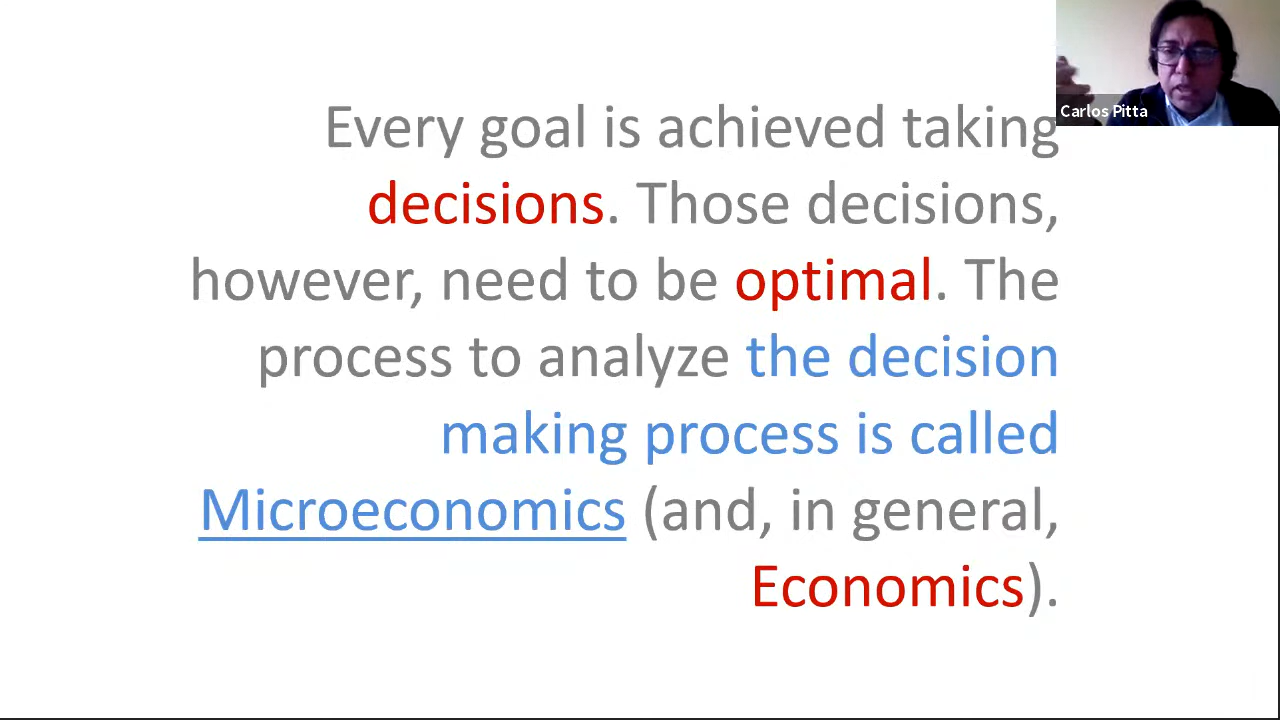 Carlos Pitta
Every goal is achieved taking
decisions. Those decisions,
however, need to be optimal. The
process to analyze the decision
making process is called
Microeconomics (and, in general,
Economics).